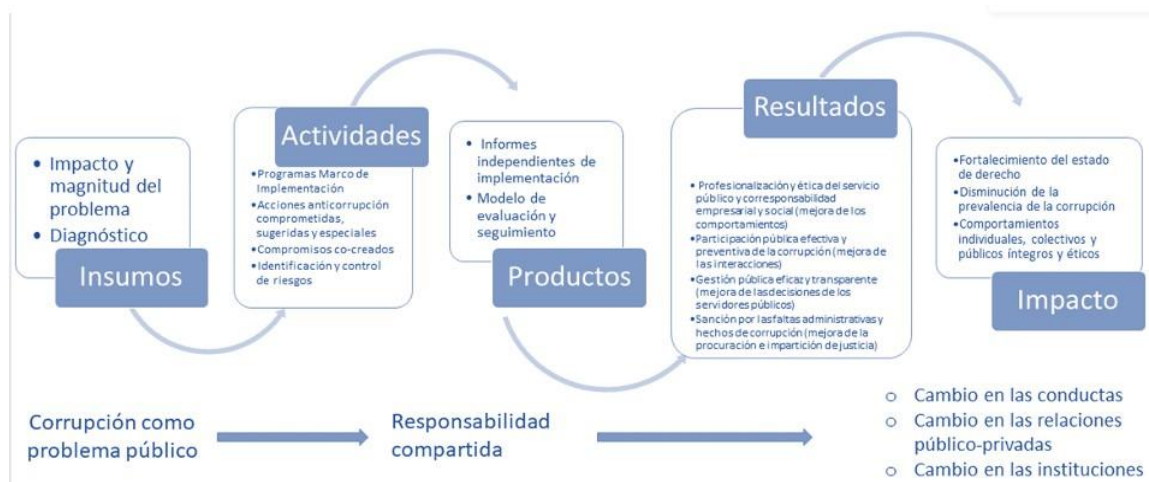 • Impacto y
magnitud del
problema
• Diagnóstico
Insumos
Actividades
•Programas Marco de
Implementación
•Acciones anticorrupción
comprometidas,
sugeridas y especiales
•Compromisos co-creados
•Identificación y control
de riesgos
• Informes
independientes de
implementación
• Modelo de
evaluación y
seguimiento
Productos
Resultados
•Profesionalización y ética del servicio
público y corresponsabilidad
empresarial y social (mejora de los
comportamientos)
•Participación pública efectiva y
preventiva de la corrupción (mejora de
las interacciones)
•Gestión pública eficaz y transparente
(mejora de las decisiones de los
servidores públicos)
•Sanción por las faltas administrativas y
hechos de corrupción (mejora de la
procuración e impartición de justicia)
•Fortalecimiento del estado
de derecho
•Disminución de la
prevalencia de la corrupción
•Comportamientos
individuales, colectivos y
públicos íntegros y éticos
Impacto
Corrupción como
problema público
Responsabilidad
compartida
o Cambio en las conductas
o Cambio en las relaciones
público-privadas
o Cambio en las instituciones